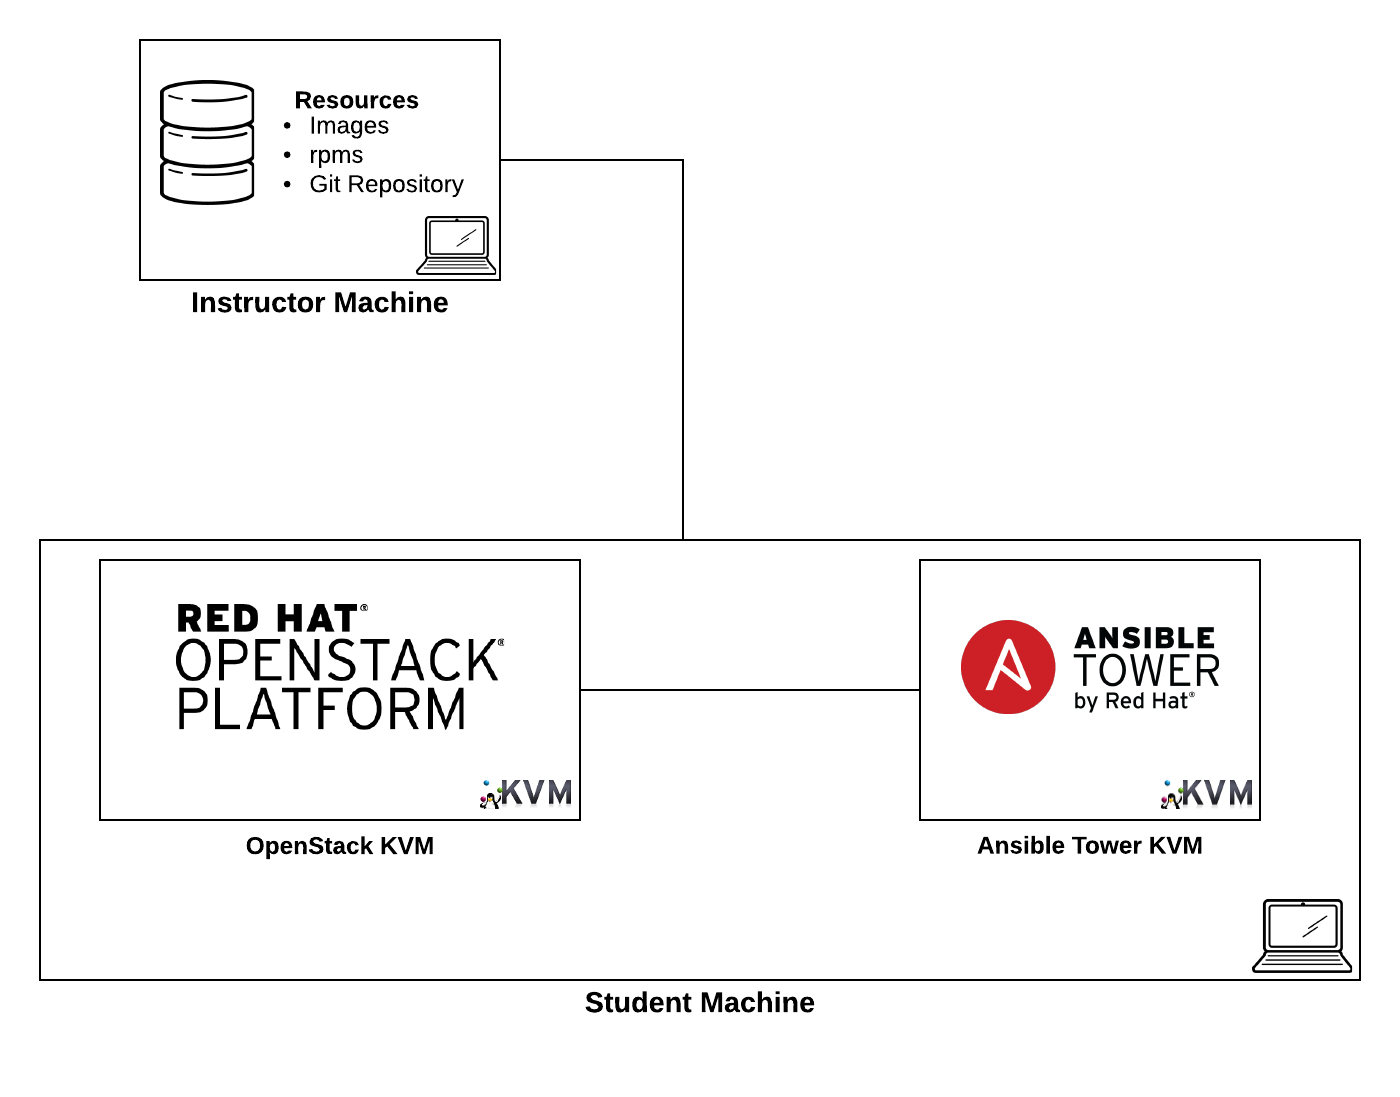 Resources
• Images
• rpms
• Git Repository
Instructor Machine
RED HAT®
OPENSTACK®
PLATFORM
KVM
OpenStack KVM
ANSIBLE
TOWER
by Red Hat®
KVM
Ansible Tower KVM
Student Machine